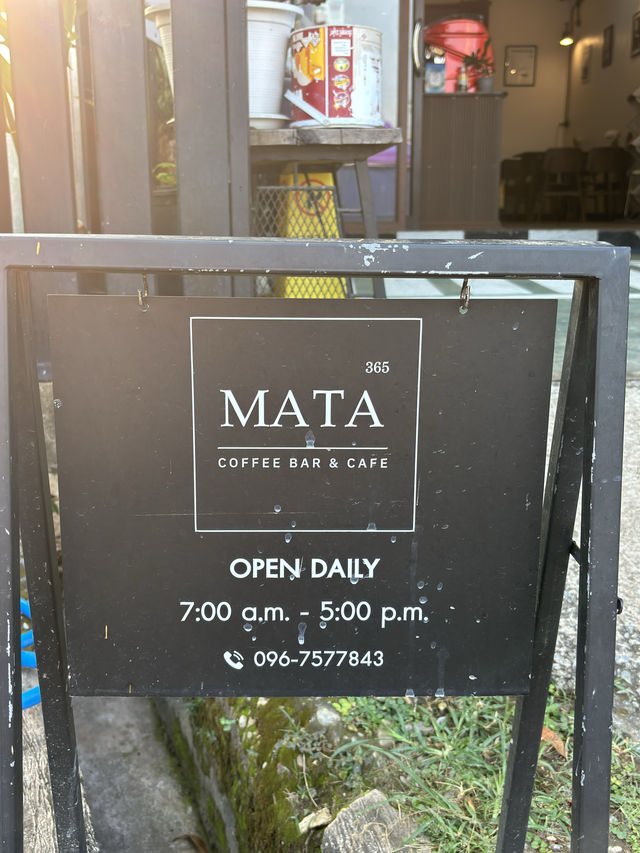 365
MATA
COFFEE BAR & CAFE
OPEN DAILY
7:00 a.m. - 5:00 p.m.
096-7577843